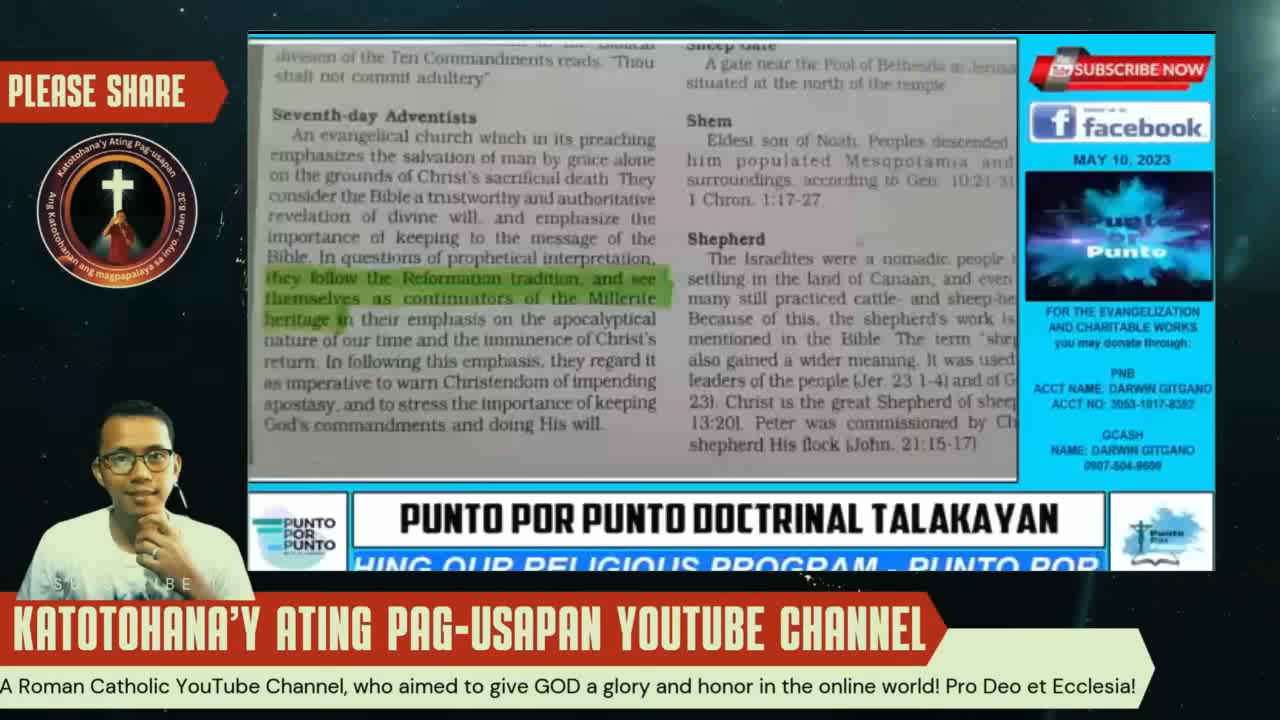 PLEASE SHARE
Katotohana'y Ating Pag-usapan
Ang Katotohanan ang magpapalaya sa inyo. Juan 8:32
division of the Ten Commandments reads. "Thou
shalt not commit adultery"
Seventh-day Adventists
An evangelical church which in its preaching
emphasizes the salvation of man by grace alone
on the grounds of Christ's sacrificial death. They
consider the Bible a trustworthy and authoritative
revelation of divine will, and emphasize the
importance of keeping to the message of the
Bible. In questions of prophetical interpretation,
they follow the Reformation tradition, and see
themselves as continuators of the Millerite
heritage in their emphasis on the apocalyptical
nature of our time and the imminence of Christ's
return. In following this emphasis, they regard it
as imperative to warn Christendom of impending
apostasy, and to stress the importance of keeping
God's commandments and doing His will.
Sheep Gate
A gate near the Pool of Bethesda in Jerusa
situated at the north of the temple
Shem
Eldest son of Noah. Peoples descended
him populated Mesopotamia and
surroundings, according to Gen. 10:21-31
1 Chron. 1:17-27.
Shepherd
The Israelites were a nomadic people
settling in the land of Canaan, and even
many still practiced cattle- and sheep-he
Because of this, the shepherd's work is
mentioned in the Bible. The term "shep
also gained a wider meaning. It was used
leaders of the people (Jer. 23 1-4) and of G
23). Christ is the great Shepherd of sheep
13:20). Peter was commissioned by Ch
shepherd His flock (John. 21:15-17)
SUBSCRIBE NOW
facebook
MAY 10, 2023
Punto
Punto
FOR THE EVANGELIZATION
AND CHARITABLE WORKS
you may donate through:
PNB
ACCT NAME: DARWIN GITGANO
ACCT NO: 3053-1017-8352
GCASH
NAME: DARWIN GITGANO
0907-504-9600
PUNTO
POR
PUNTO
PUNTO POR PUNTO DOCTRINAL TALAKAYAN
HING OUR RELIGIOUS PROGRAM - PUNTO POR
Punto
Por
KATOTOHANA'Y ATING PAG-USAPAN YOUTUBE CHANNEL
A Roman Catholic YouTube Channel, who aimed to give GOD a glory and honor in the online world! Pro Deo et Ecclesia!